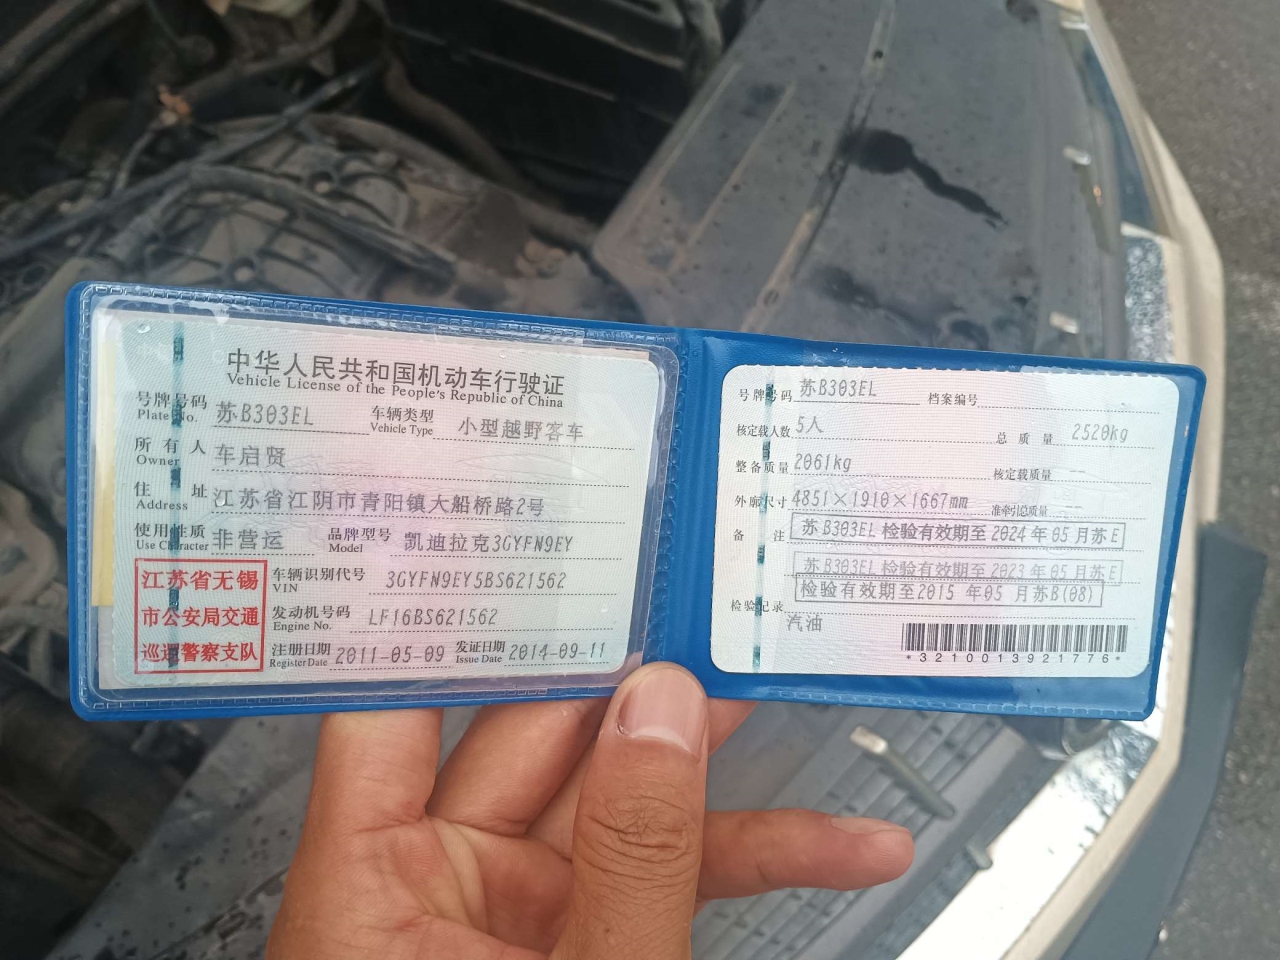 中华人民共和国机动车行驶证
Vehicle License of the People's Republic of China
号牌号码 苏B303EL 车辆类型 小型越野客车
Plate No. Vehicle Type
所有人 车启贤
Owner
住址 江苏省江阴市青阳镇大船桥路2号
Address
使用性质 非营运 品牌型号 凯迪拉克3GYFN9EY
Use Character Model
江苏省无锡
市公安局交通
巡逻警察支队
车辆识别代号 3GYFN9EY5BS621562
VIN
发动机号码 LF16BS621562
Engine No.
注册日期 2011-05-09 发证日期 2014-09-11
Register Date Issue Date
号牌号码 苏B303EL 档案编号
核定载人数 5人 总质量 2520kg
整备质量 2061kg 核定载质量 --
外廓尺寸 4851×1910×1667mm 准牵引总质量 --
备注 苏B303EL 检验有效期至2024年05月苏E
苏B303EL 检验有效期至2023年05月苏E
检验有效期至2015年05月苏B(08)
检验记录
汽油
*3210013921776*